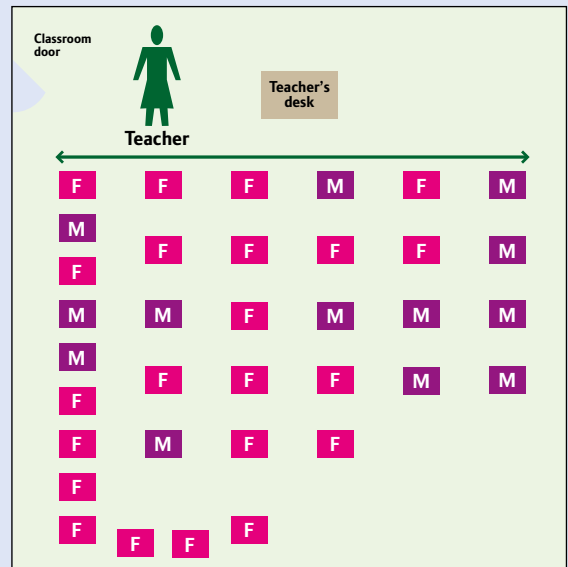 Classroom
door
Teacher's
desk
Teacher
F F F M F M
M
F F F F M
F
M M F M M M
M
F F F M M
F
F M F F
F
F F
F F